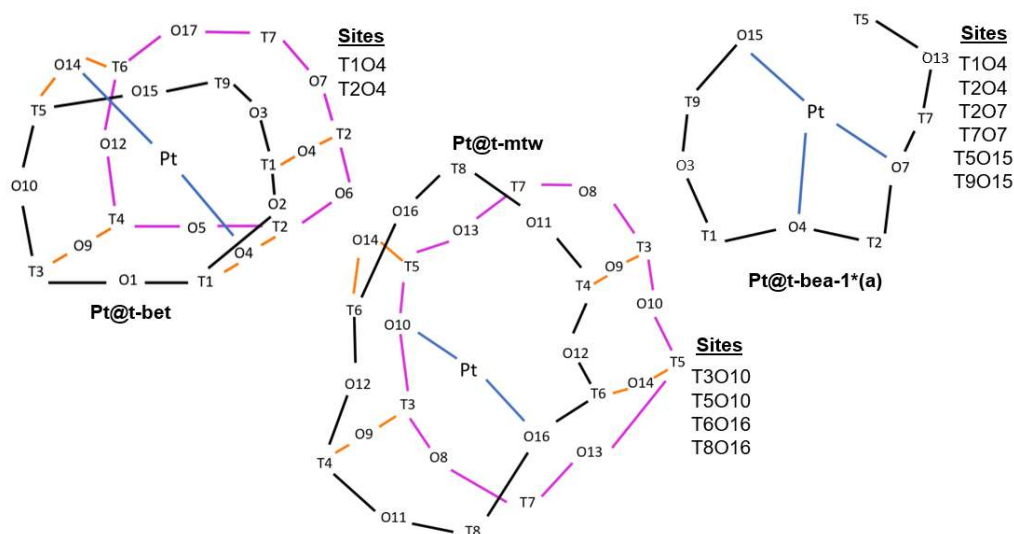 O17
T7
Sites
T1O4
T2O4
O14
T6
O15
T9
O7
T5
O3
T2
O12
Pt
T1
O4
O10
O2
O6
T4
O5
T2
O9
O4
T3
O1
T1
Pt@t-bet
Pt@t-mtw
T8
T7
O8
O16
O11
O13
O14
T5
O9
T3
T4
T6
O10
O10
O12
Pt
T5
O12
T6
O14
T3
O9
O16
T4
O8
O13
T7
O11
T8
Sites
T3O10
T5O10
T6O16
T8O16
T5
O15
O13
T9
Pt
T7
O3
O7
T1
O4
T2
Pt@t-bea-1*(a)
Sites
T1O4
T2O4
T2O7
T7O7
T5O15
T9O15